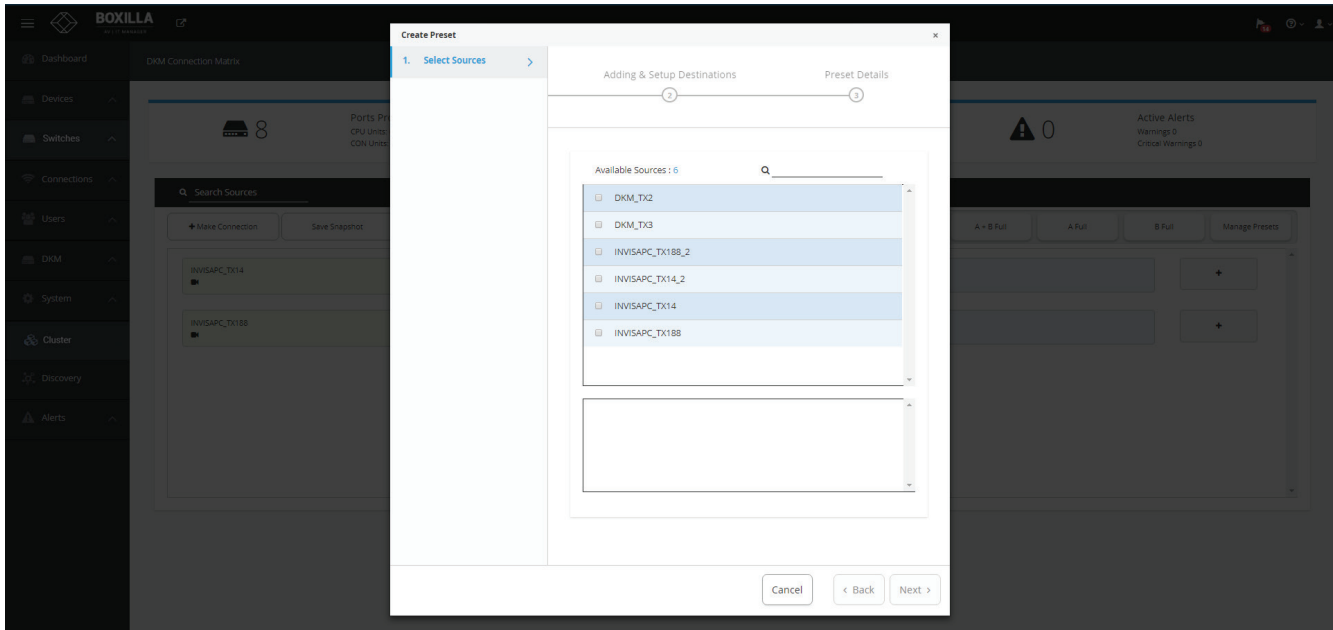 BOXILLA
14
Dashboard
DKM Connection Matrix
Devices
Switches
Connections
Users
DKM
System
Cluster
Discovery
Alerts
8
Ports Pr
CPU Units:
CON Units:
0
Active Alerts
Warnings 0
Critical Warnings 0
Search Sources
+ Make Connection
Save Snapshot
A + B Full
A Full
B Full
Manage Presets
INVISAPC_TX14
+
INVISAPC_TX188
+
Create Preset
×
1. Select Sources >
Adding & Setup Destinations
Preset Details
2
3
Available Sources : 6
DKM_TX2
DKM_TX3
INVISAPC_TX188_2
INVISAPC_TX14_2
INVISAPC_TX14
INVISAPC_TX188
Cancel
< Back
Next >